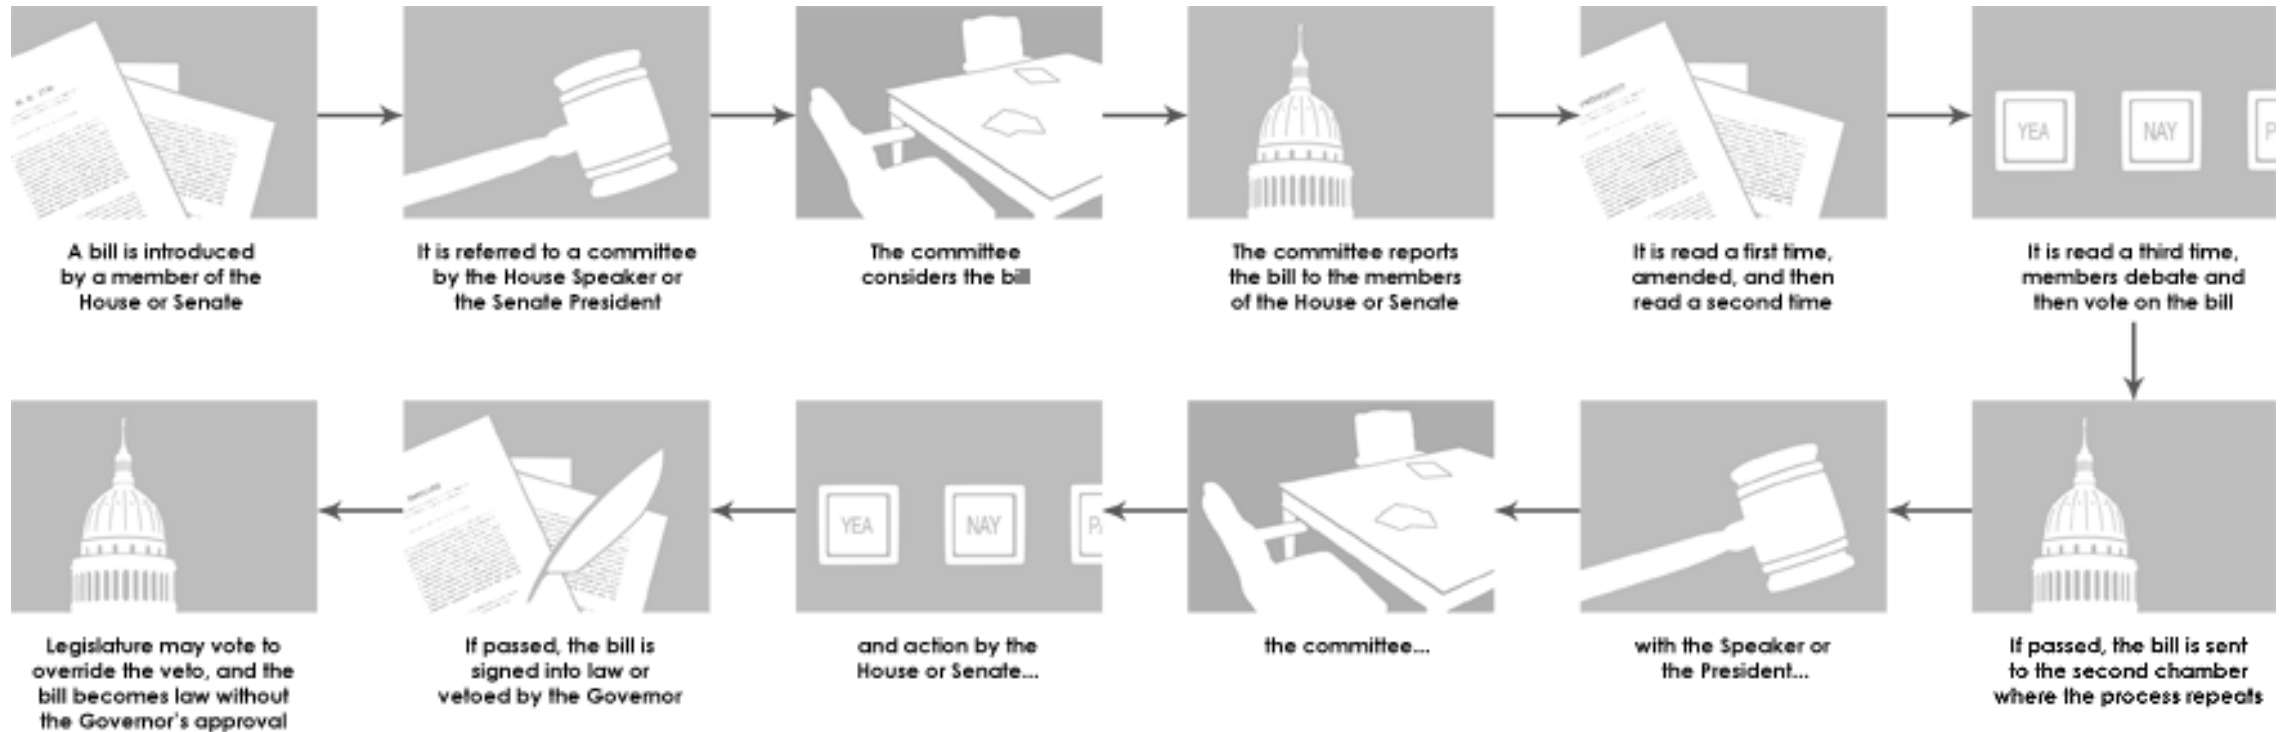 YEA
NAY
A bill is introduced
by a member of the
House or Senate
It is referred to a committee
by the House Speaker or
the Senate President
The committee
considers the bill
The committee reports
the bill to the members
of the House or Senate
It is read a first time,
amended, and then
read a second time
It is read a third time,
members debate and
then vote on the bill
YEA
NAY
Legislature may vote to
override the veto, and the
bill becomes law without
the Governor's approval
If passed, the bill is
signed into law or
vetoed by the Governor
and action by the
House or Senate...
the committee...
with the Speaker or
the President...
If passed, the bill is sent
to the second chamber
where the process repeats